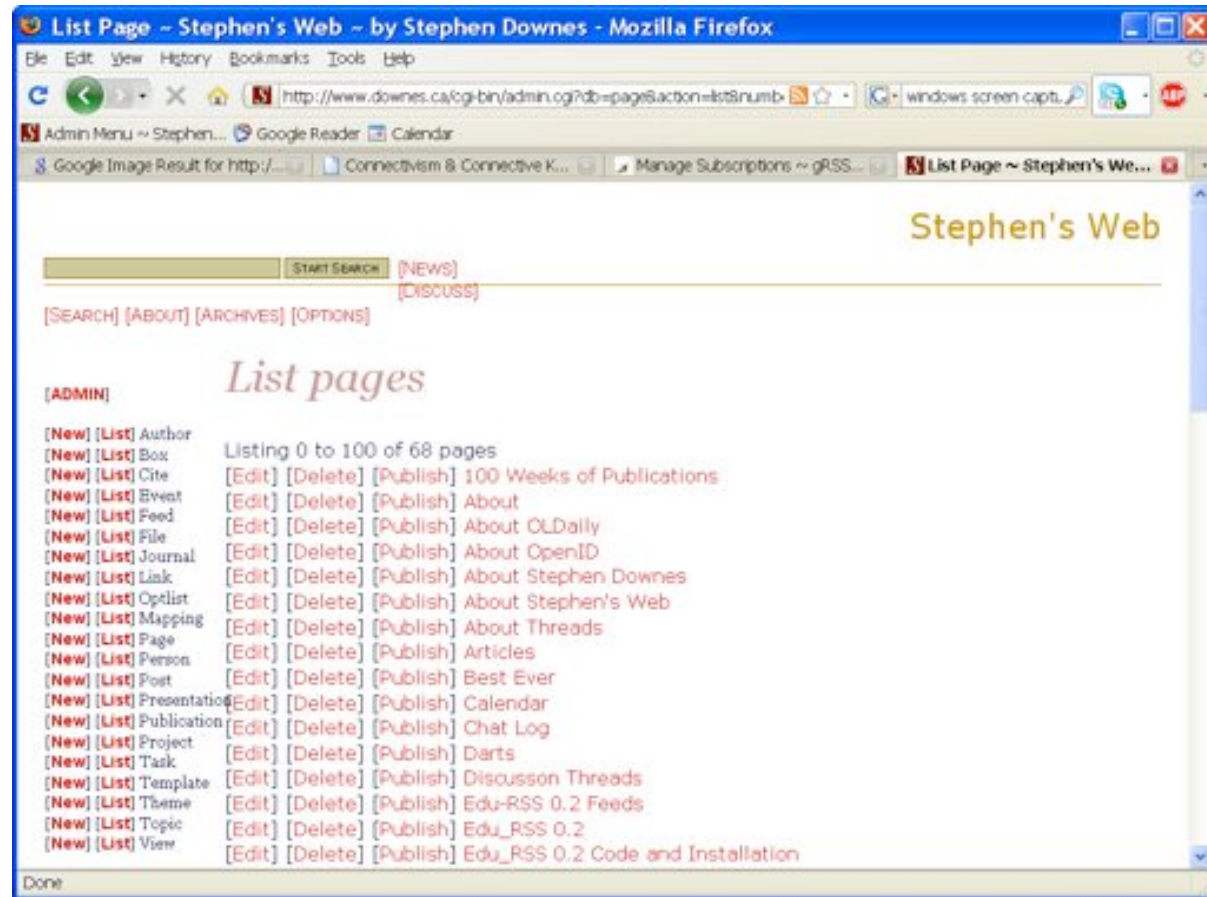 List Page ~ Stephen's Web ~ by Stephen Downes - Mozilla Firefox
File Edit View History Bookmarks Tools Help
http://www.downes.ca/cgi-bin/admin.cgi?db=page&action=list&numb windows screen captu
Admin Menu ~ Stephen... Google Reader Calendar
Google Image Result for http:/... Connectivism & Connective K... Manage Subscriptions ~ gRSS... List Page ~ Stephen's We...
Stephen's Web
START SEARCH [NEWS]
[DISCUSS]
[SEARCH] [ABOUT] [ARCHIVES] [OPTIONS]
List pages
[ADMIN]
[New] [List] Author
[New] [List] Box
[New] [List] Cite
[New] [List] Event
[New] [List] Feed
[New] [List] File
[New] [List] Journal
[New] [List] Link
[New] [List] Optlist
[New] [List] Mapping
[New] [List] Page
[New] [List] Person
[New] [List] Post
[New] [List] Presentation
[New] [List] Publication
[New] [List] Project
[New] [List] Task
[New] [List] Template
[New] [List] Theme
[New] [List] Topic
[New] [List] View
Listing 0 to 100 of 68 pages
[Edit] [Delete] [Publish] 100 Weeks of Publications
[Edit] [Delete] [Publish] About
[Edit] [Delete] [Publish] About OLDaily
[Edit] [Delete] [Publish] About OpenID
[Edit] [Delete] [Publish] About Stephen Downes
[Edit] [Delete] [Publish] About Stephen's Web
[Edit] [Delete] [Publish] About Threads
[Edit] [Delete] [Publish] Articles
[Edit] [Delete] [Publish] Best Ever
[Edit] [Delete] [Publish] Calendar
[Edit] [Delete] [Publish] Chat Log
[Edit] [Delete] [Publish] Darts
[Edit] [Delete] [Publish] Discusson Threads
[Edit] [Delete] [Publish] Edu-RSS 0.2 Feeds
[Edit] [Delete] [Publish] Edu_RSS 0.2
[Edit] [Delete] [Publish] Edu_RSS 0.2 Code and Installation
Done